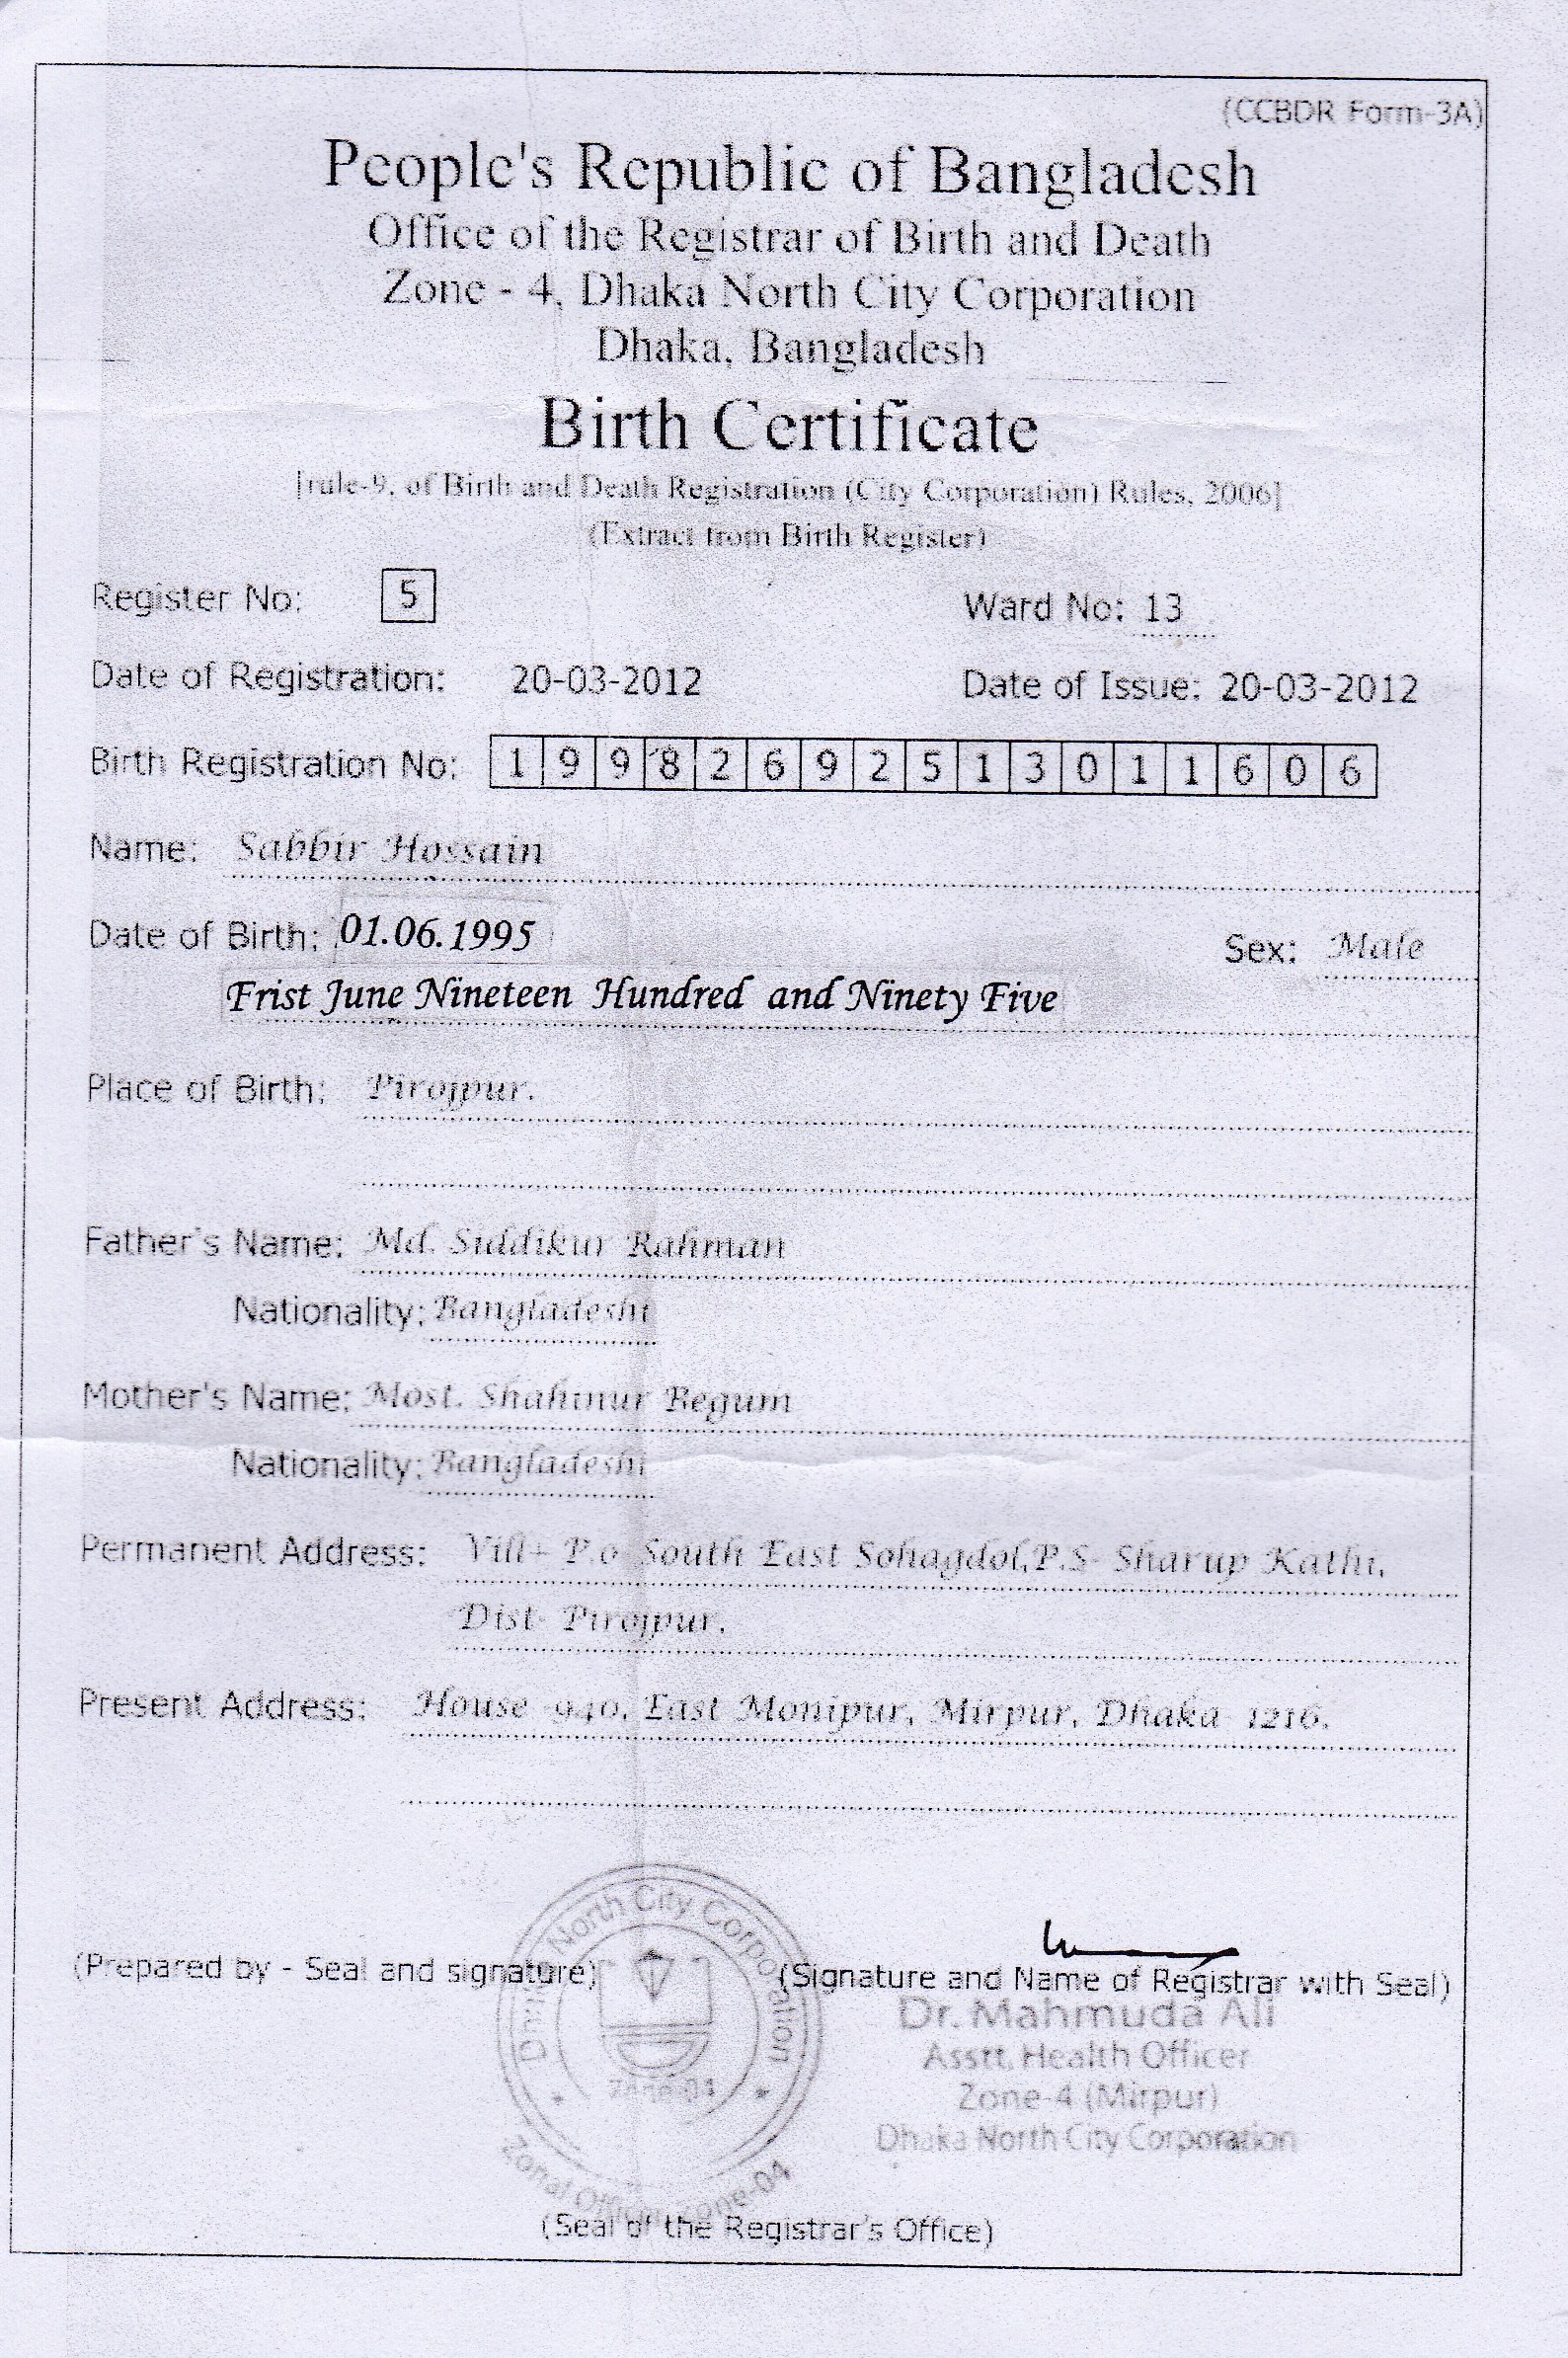 (CCBDR Form-3A)
People's Republic of Bangladesh
Office of the Registrar of Birth and Death
Zone - 4, Dhaka North City Corporation
Dhaka, Bangladesh
Birth Certificate
[rule-9, of Birth and Death Registration (City Corporation) Rules, 2006]
(Extract from Birth Register)
Register No: 5 Ward No: 13
Date of Registration: 20-03-2012 Date of Issue: 20-03-2012
Birth Registration No: 1 9 9 8 2 6 9 2 5 1 3 0 1 1 6 0 6
Name: Sabbir Hossain
Date of Birth: 01.06.1995 Sex: Male
Frist June Nineteen Hundred and Ninety Five
Place of Birth: Pirojpur.
Father's Name: Md. Siddikur Rahman
Nationality: Bangladeshi
Mother's Name: Most. Shahinur Begum
Nationality: Bangladeshi
Permanent Address: Vill+ P.o South East Sohagdol,P.S- Sharup Kathi,
Dist- Pirojpur.
Present Address: House -940, East Monipur, Mirpur, Dhaka- 1216.
(Prepared by - Seal and signature) (Signature and Name of Registrar with Seal)
Dhaka North City Corporation
Zone-04
Zonal Office Zone-04
Dr. Mahmuda Ali
Asstt, Health Officer
Zone-4 (Mirpur)
Dhaka North City Corporation
(Seal of the Registrar's Office)